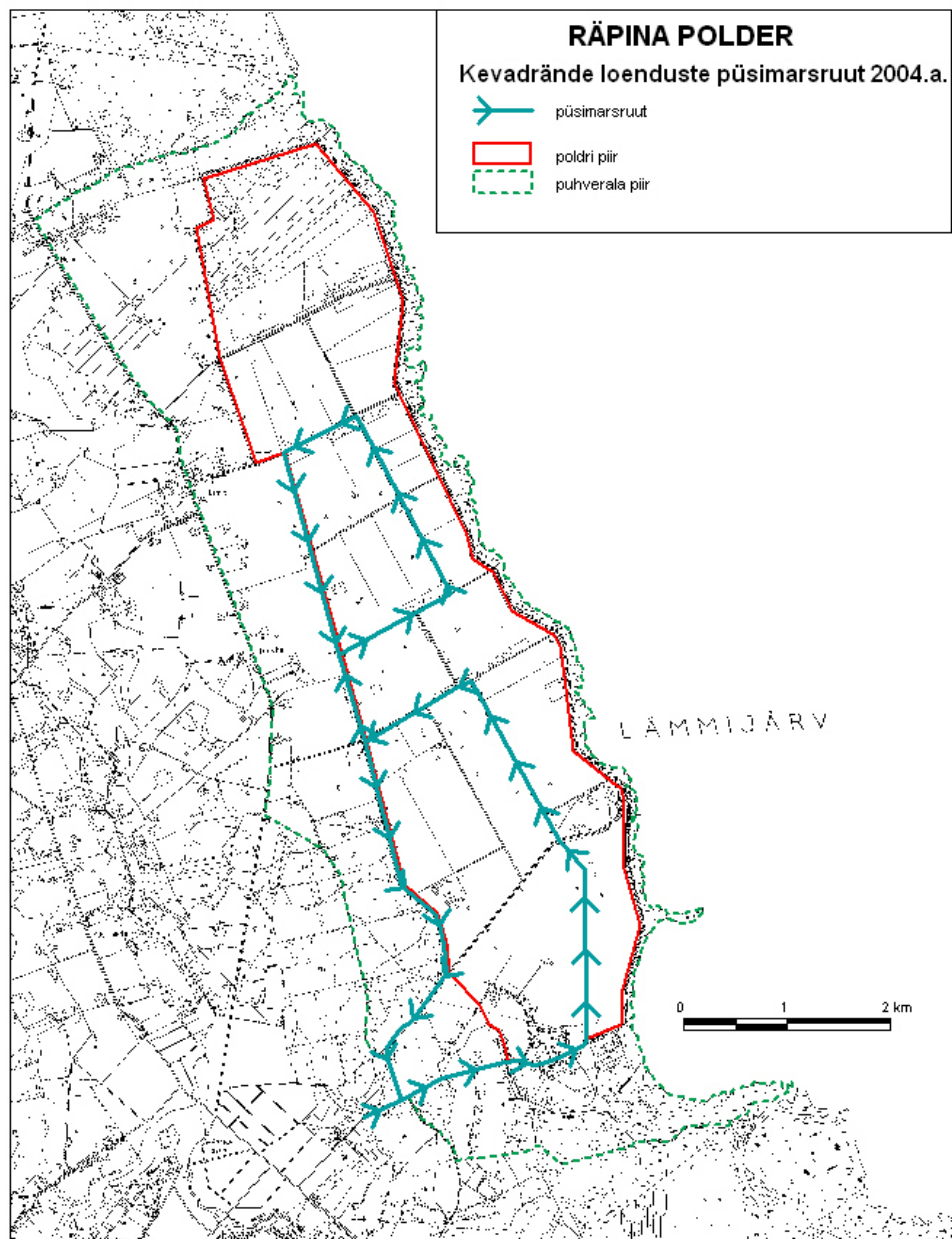 RÄPINA POLDER
Kevadrände loenduste püsimarsruut 2004.a.
püsimarsruut
poldri piir
puhverala piir
LÄMMIJÄRV
0 1 2 km